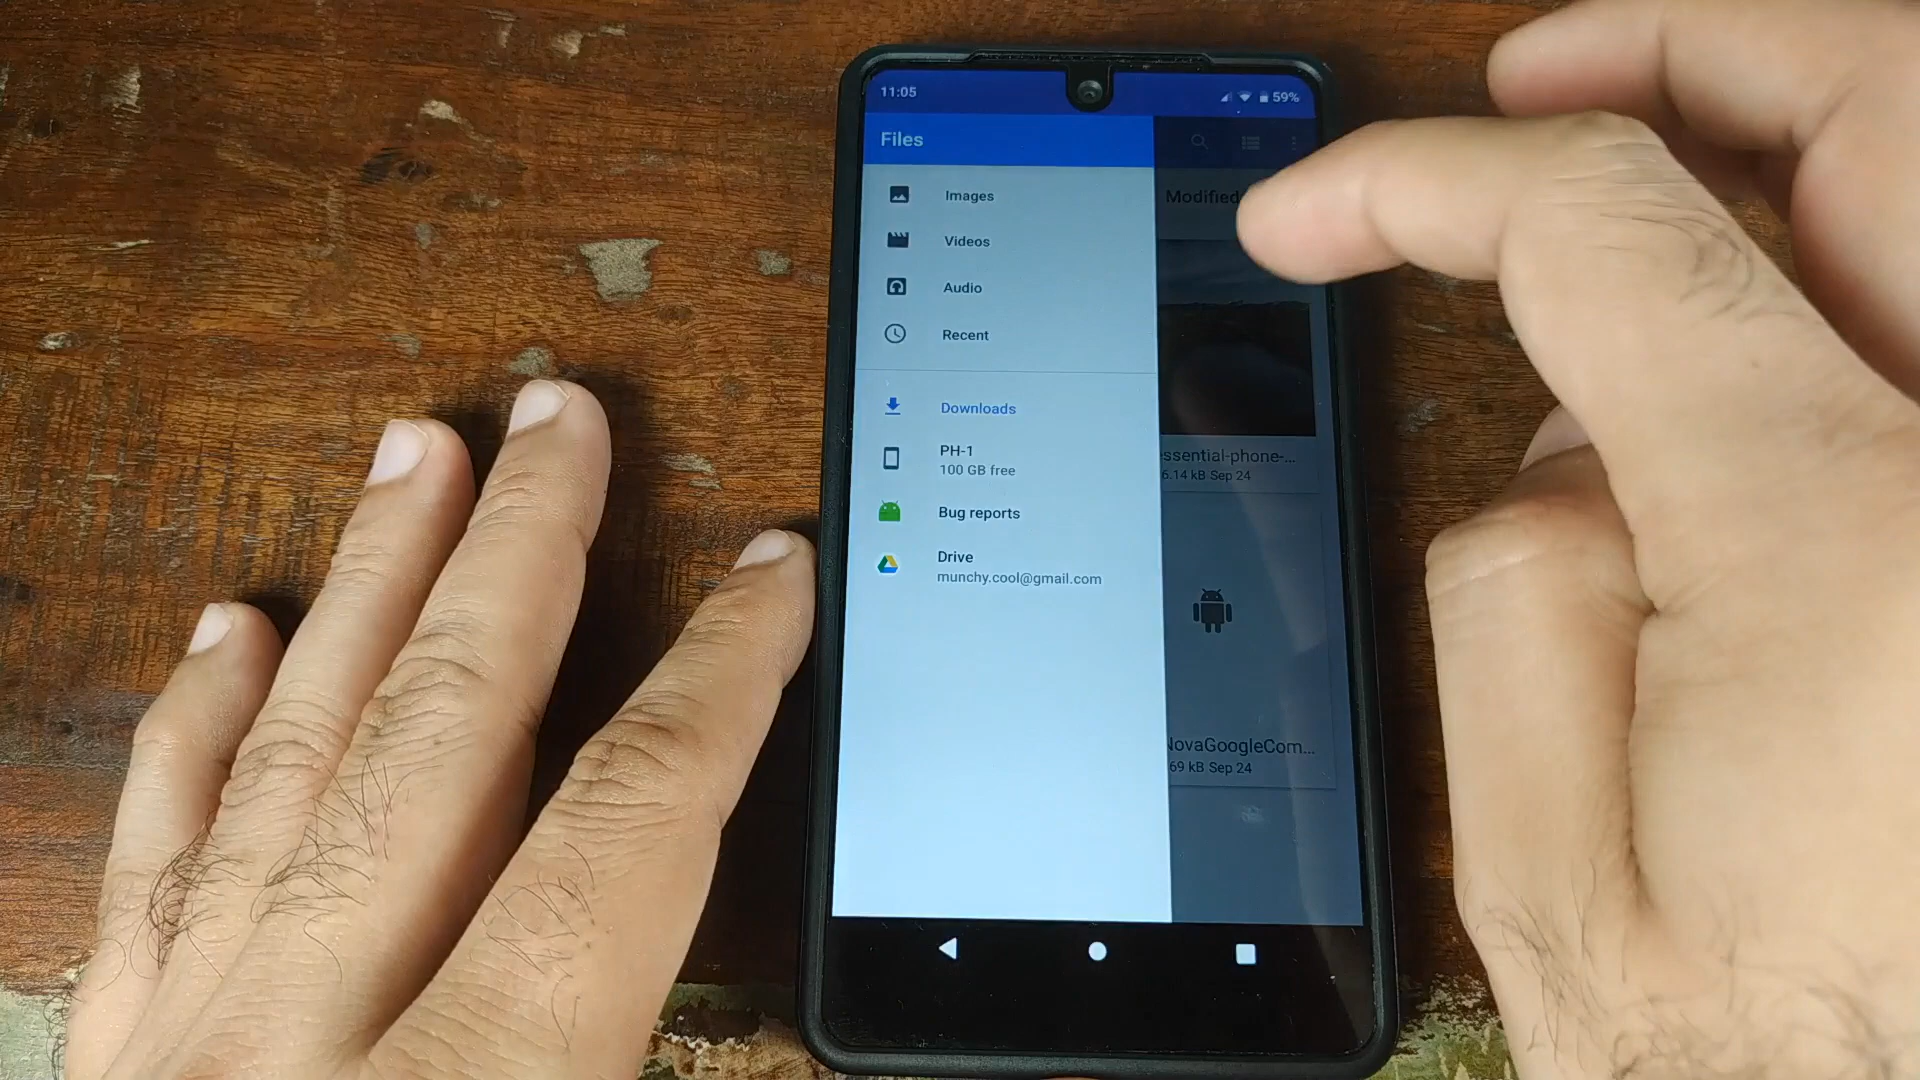 11:05
59%
Files
Images
Modified
Videos
Audio
Recent
Downloads
PH-1
100 GB free
essential-phone-...
6.14 kB Sep 24
Bug reports
Drive
munchy.cool@gmail.com
NovaGoogleCom...
69 kB Sep 24